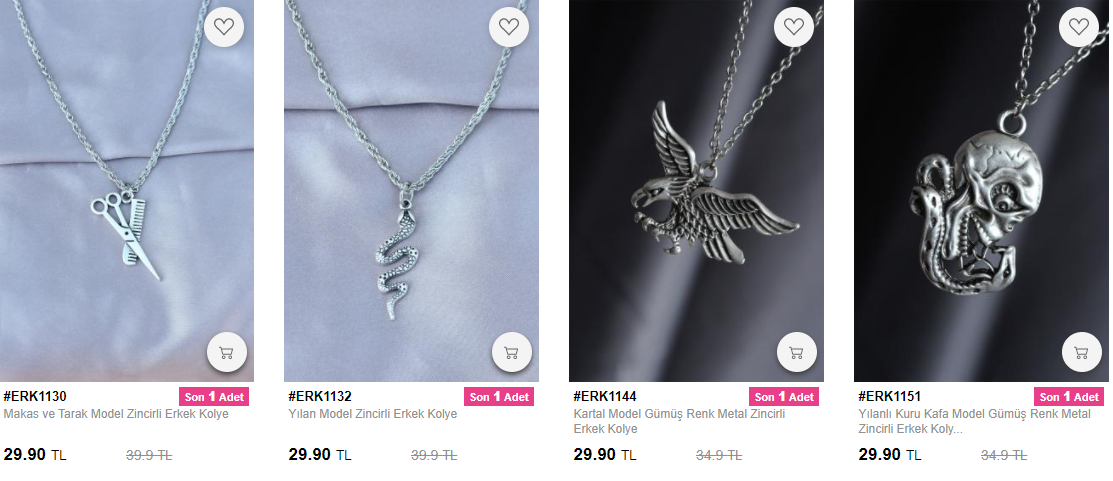 #ERK1130
Son 1 Adet
Makas ve Tarak Model Zincirli Erkek Kolye
29.90 TL
39.9 TL
#ERK1132
Son 1 Adet
Yılan Model Zincirli Erkek Kolye
29.90 TL
39.9 TL
#ERK1144
Son 1 Adet
Kartal Model Gümüş Renk Metal Zincirli
Erkek Kolye
29.90 TL
34.9 TL
#ERK1151
Son 1 Adet
Yılanlı Kuru Kafa Model Gümüş Renk Metal
Zincirli Erkek Koly...
29.90 TL
34.9 TL